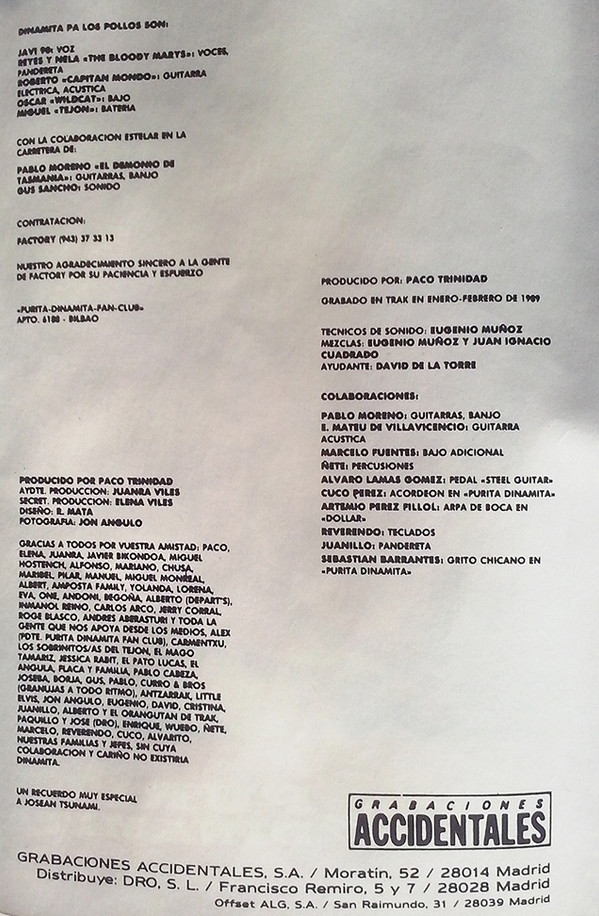 DINAMITA PA LOS POLLOS SON:
JAVI 98: VOZ
REYES Y NELA «THE BLOODY MARYS»: VOCES,
PANDERETA
ROBERTO «CAPITAN MONDO»: GUITARRA
ELECTRICA, ACUSTICA
OSCAR «WILDCAT»: BAJO
MIGUEL «TEJON»: BATERIA
CON LA COLABORACION ESTELAR EN LA
CARRETERA DE:
PABLO MORENO «EL DEMONIO DE
TASMANIA»: GUITARRAS, BANJO
GUS SANCHO: SONIDO
CONTRATACION:
FACTORY (943) 37 33 13
NUESTRO AGRADECIMIENTO SINCERO A LA GENTE
DE FACTORY POR SU PACIENCIA Y ESFUERZO
«PURITA-DINAMITA-FAN-CLUB»
APTO. 6188 - BILBAO
PRODUCIDO POR PACO TRINIDAD
AYDTE. PRODUCCION: JUANRA VILES
SECRET. PRODUCCION: ELENA VILES
DISEÑO: R. MATA
FOTOGRAFIA: JON ANGULO
GRACIAS A TODOS POR VUESTRA AMISTAD: PACO,
ELENA, JUANRA, JAVIER BIKONDOA, MIGUEL
HOSTENCH, ALFONSO, MARIANO, CHUSA,
MARIBEL, PILAR, MANUEL, MIGUEL MONREAL,
ALBERT, AMPOSTA FAMILY, YOLANDA, LORENA,
EVA, ONE, ANDONI, BEGOÑA, ALBERTO (DEPART'S),
INMANOL REINO, CARLOS ARCO, JERRY CORRAL,
ROGE BLASCO, ANDRES ABERASTURI Y TODA LA
GENTE QUE NOS APOYA DESDE LOS MEDIOS, ALEX
(PDTE. PURITA DINAMITA FAN CLUB), CARMENTXU,
LOS SOBRINITOS/AS DEL TEJON, EL MAGO
TAMARIZ, JESSICA RABIT, EL PATO LUCAS, EL
ANGULA, PLACA Y FAMILIA, PABLO CABEZA,
JOSEBA, BORJA, GUS, PABLO, CURRO & BROS
(GRANUJAS A TODO RITMO), ANTZARRAK, LITTLE
ELVIS, JON ANGULO, EUGENIO, DAVID, CRISTINA,
JUANILLO, ALBERTO Y EL ORANGUTAN DE TRAK,
PAQUILLO Y JOSE (DRO), ENRIQUE, WUEBO, ÑETE,
MARCELO, REVERENDO, CUCO, ALVARITO,
NUESTRAS FAMILIAS Y JEFES, SIN CUYA
COLABORACION Y CARIÑO NO EXISTIRIA
DINAMITA.
UN RECUERDO MUY ESPECIAL
A JOSEAN TSUNAMI.
PRODUCIDO POR: PACO TRINIDAD
GRABADO EN TRAK EN ENERO-FEBRERO DE 1989
TECNICOS DE SONIDO: EUGENIO MUÑOZ
MEZCLAS: EUGENIO MUÑOZ Y JUAN IGNACIO
CUADRADO
AYUDANTE: DAVID DE LA TORRE
COLABORACIONES:
PABLO MORENO: GUITARRAS, BANJO
E. MATEU DE VILLAVICENCIO: GUITARRA
ACUSTICA
MARCELO FUENTES: BAJO ADICIONAL
ÑETE: PERCUSIONES
ALVARO LAMAS GOMEZ: PEDAL «STEEL GUITAR»
CUCO PEREZ: ACORDEON EN «PURITA DINAMITA»
ARTEMIO PEREZ PILLOL: ARPA DE BOCA EN
«DOLLAR»
REVERENDO: TECLADOS
JUANILLO: PANDERETA
SEBASTIAN BARRANTES: GRITO CHICANO EN
«PURITA DINAMITA»
GRABACIONES
ACCIDENTALES
GRABACIONES ACCIDENTALES, S.A. / Moratín, 52 / 28014 Madrid
Distribuye: DRO, S. L. / Francisco Remiro, 5 y 7 / 28028 Madrid
Offset ALG, S.A. / San Raimundo, 31 / 28039 Madrid